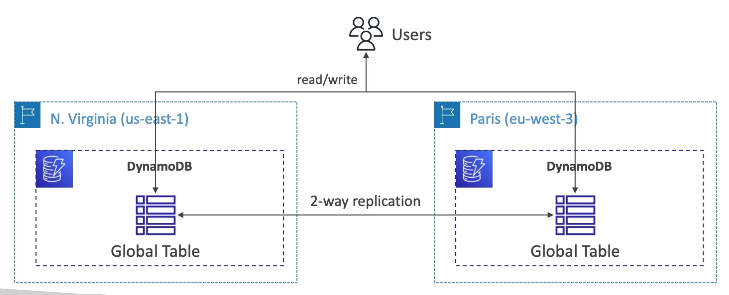 Users
read/write
N. Virginia (us-east-1)
Paris (eu-west-3)
DynamoDB
DynamoDB
2-way replication
Global Table
Global Table